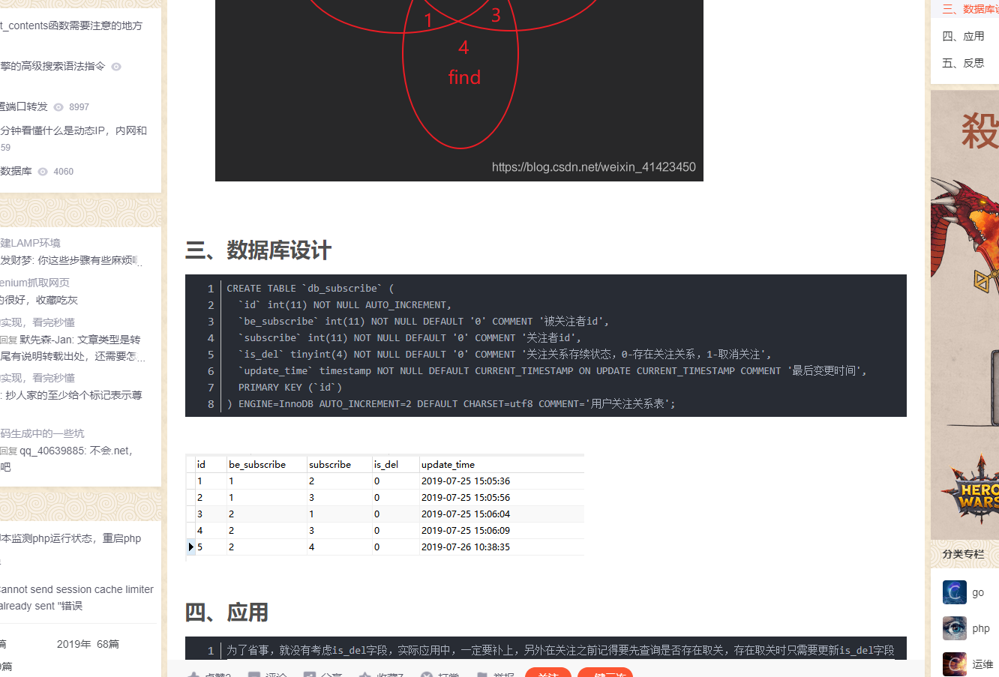 t_contents函数需要注意的地方
擎的高级搜索语法指令
置端口转发 8997
分钟看懂什么是动态IP，内网和
59
数据库 4060
建LAMP环境
发财梦: 你这些步骤有些麻烦
enium抓取网页
的很好，收藏吃灰
实现，看完秒懂
回复 默先森-Jan: 文章类型是转
尾有说明转载出处，还需要怎...
实现，看完秒懂
: 抄人家的至少给个标记表示尊
码生成中的一些坑
回复 qq_40639885: 不会.net，
吧
本监测php运行状态，重启php
Cannot send session cache limiter
already sent "错误
篇 2019年 68篇
篇
1 3
4
find
https://blog.csdn.net/weixin_41423450
三、数据库设计
1 CREATE TABLE `db_subscribe` (
2 `id` int(11) NOT NULL AUTO_INCREMENT,
3 `be_subscribe` int(11) NOT NULL DEFAULT '0' COMMENT '被关注者id',
4 `subscribe` int(11) NOT NULL DEFAULT '0' COMMENT '关注者id',
5 `is_del` tinyint(4) NOT NULL DEFAULT '0' COMMENT '关注关系存续状态，0-存在关注关系，1-取消关注',
6 `update_time` timestamp NOT NULL DEFAULT CURRENT_TIMESTAMP ON UPDATE CURRENT_TIMESTAMP COMMENT '最后变更时间',
7 PRIMARY KEY (`id`)
8 ) ENGINE=InnoDB AUTO_INCREMENT=2 DEFAULT CHARSET=utf8 COMMENT='用户关注关系表';
id be_subscribe subscribe is_del update_time
1 1 2 0 2019-07-25 15:05:36
2 1 3 0 2019-07-25 15:05:56
3 2 1 0 2019-07-25 15:06:04
4 2 3 0 2019-07-25 15:06:09
5 2 4 0 2019-07-26 10:38:35
四、应用
1 为了省事，就没有考虑is_del字段，实际应用中，一定要补上，另外在关注之前记得要先查询是否存在取关，存在取关时只需要更新is_del字段
点赞2 评论 分享 收藏7 打赏 举报 关注 一键三连
三、数据库设
四、应用
五、反思
殺
HERO
WARS
分类专栏
go
php
运维